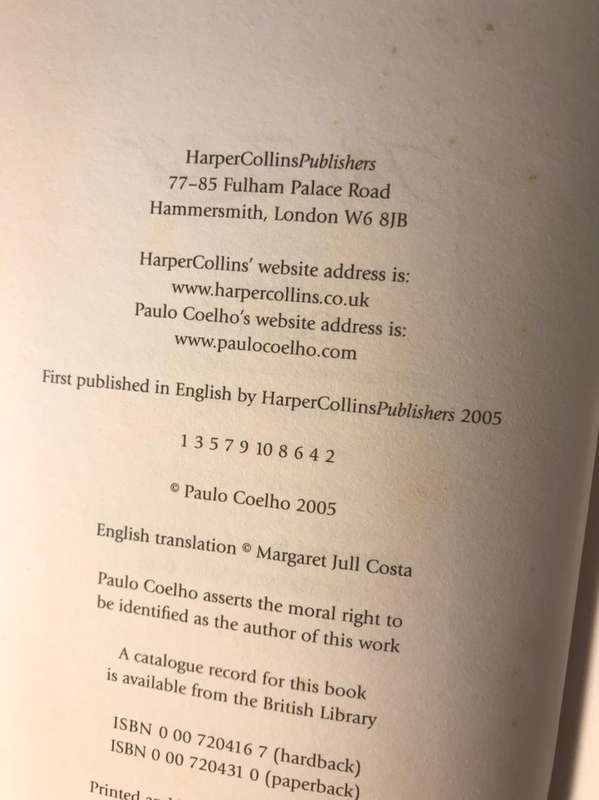 HarperCollinsPublishers
77–85 Fulham Palace Road
Hammersmith, London W6 8JB
HarperCollins' website address is:
www.harpercollins.co.uk
Paulo Coelho's website address is:
www.paulocoelho.com
First published in English by HarperCollinsPublishers 2005
1 3 5 7 9 10 8 6 4 2
© Paulo Coelho 2005
English translation © Margaret Jull Costa
Paulo Coelho asserts the moral right to
be identified as the author of this work
A catalogue record for this book
is available from the British Library
ISBN 0 00 720416 7 (hardback)
ISBN 0 00 720431 0 (paperback)
Printed